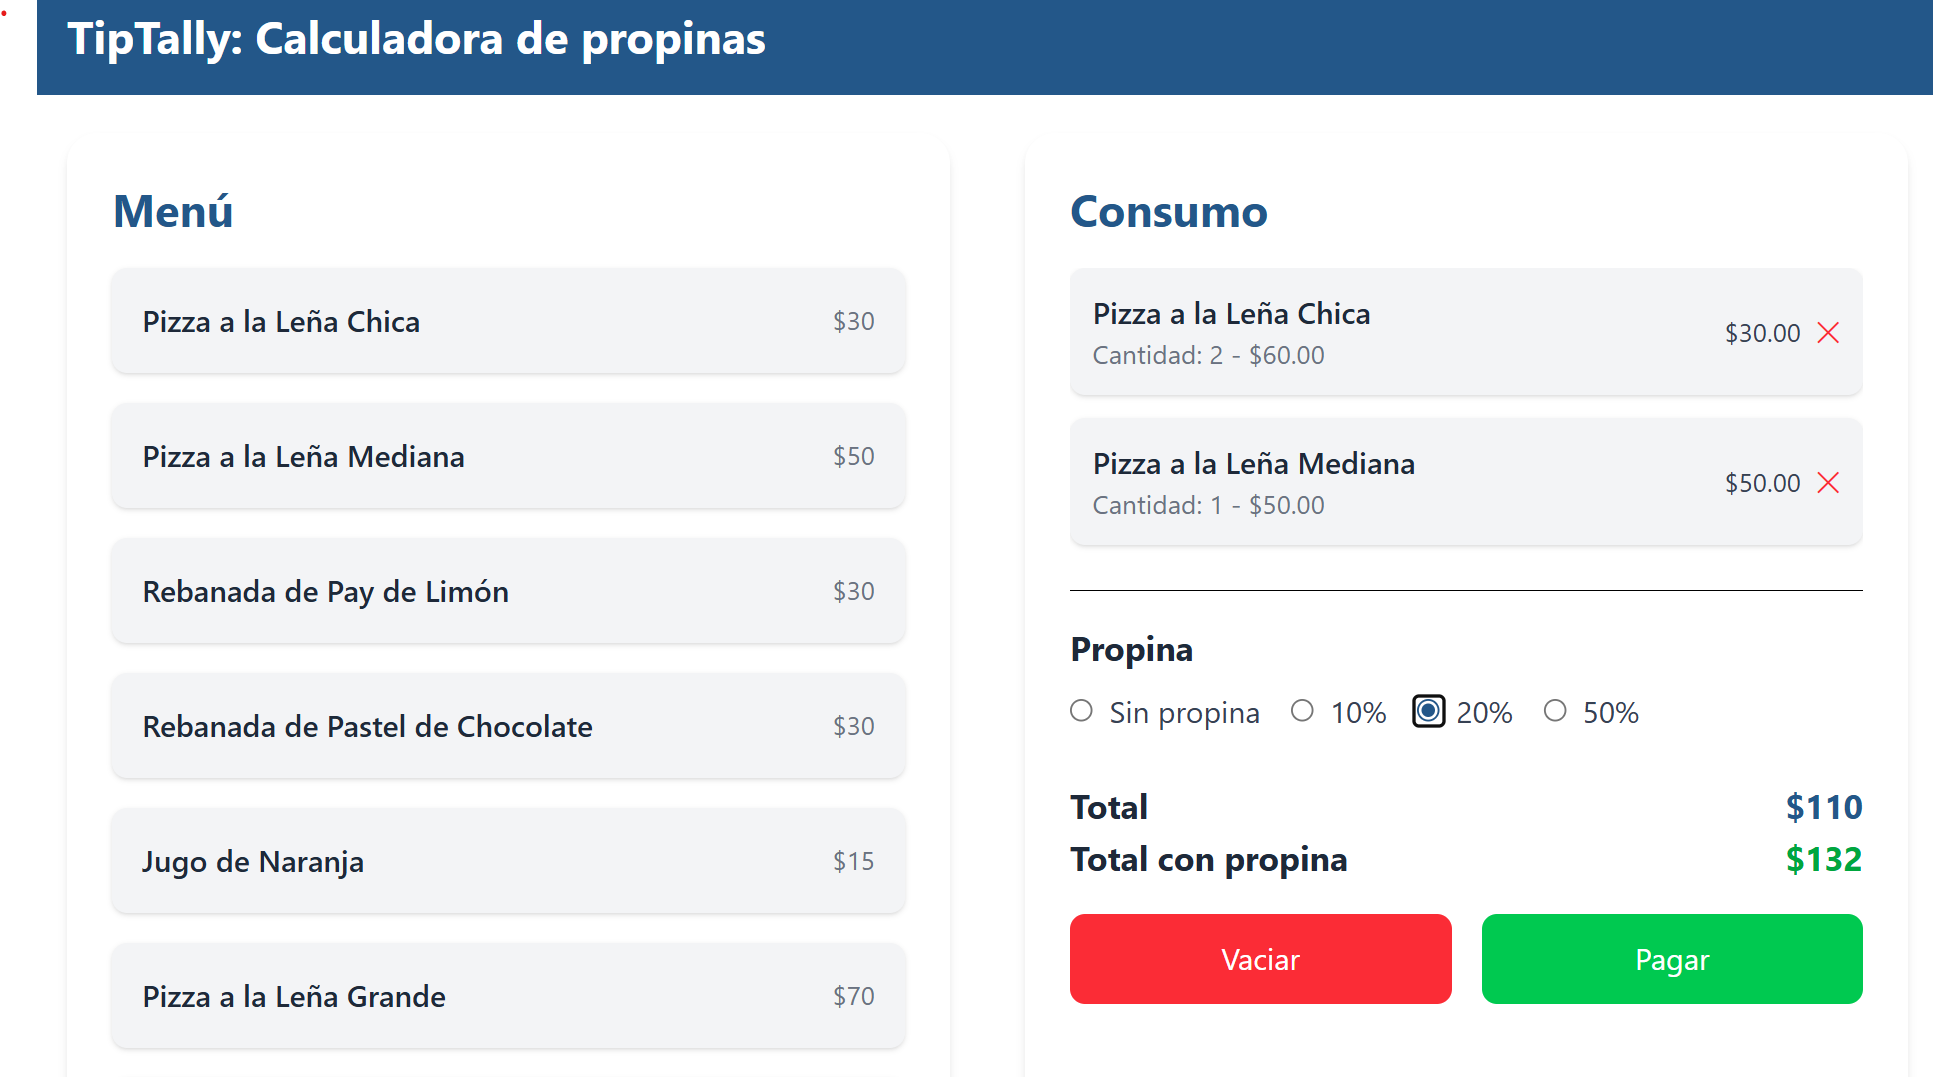 TipTally: Calculadora de propinas
Menú
Pizza a la Leña Chica $30
Pizza a la Leña Mediana $50
Rebanada de Pay de Limón $30
Rebanada de Pastel de Chocolate $30
Jugo de Naranja $15
Pizza a la Leña Grande $70
Consumo
Pizza a la Leña Chica
Cantidad: 2 - $60.00
$30.00
Pizza a la Leña Mediana
Cantidad: 1 - $50.00
$50.00
Propina
Sin propina 10% 20% 50%
Total $110
Total con propina $132
Vaciar Pagar